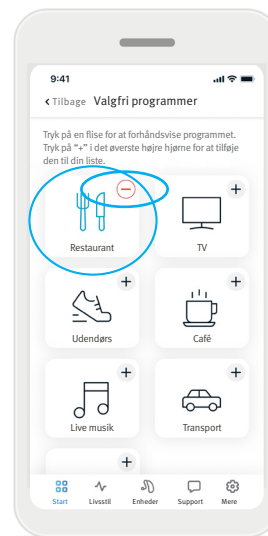 9:41
Tilbage Valgfri programmer
Tryk på en flise for at forhåndsvise programmet.
Tryk på "+" i det øverste højre hjørne for at tilføje
den til din liste.
Restaurant
TV
Udendørs
Café
Live musik
Transport
Start Livsstil Enheder Support Mere